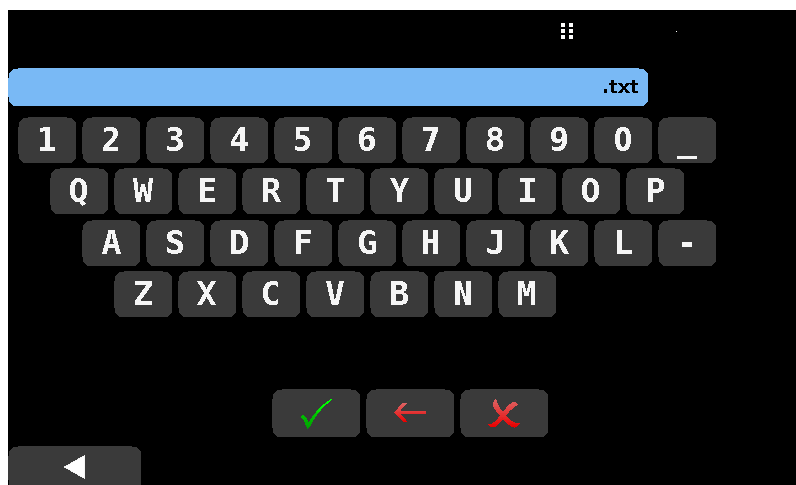 .txt
1 2 3 4 5 6 7 8 9 0 _
Q W E R T Y U I O P
A S D F G H J K L -
Z X C V B N M